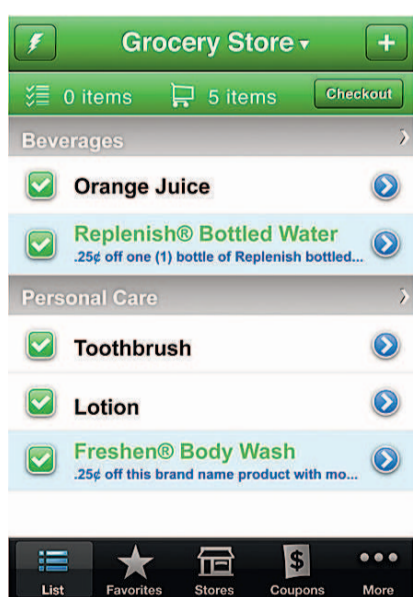 Grocery Store
0 items 5 items Checkout
Beverages
Orange Juice
Replenish® Bottled Water
.25¢ off one (1) bottle of Replenish bottled...
Personal Care
Toothbrush
Lotion
Freshen® Body Wash
.25¢ off this brand name product with mo...
$
List Favorites Stores Coupons More